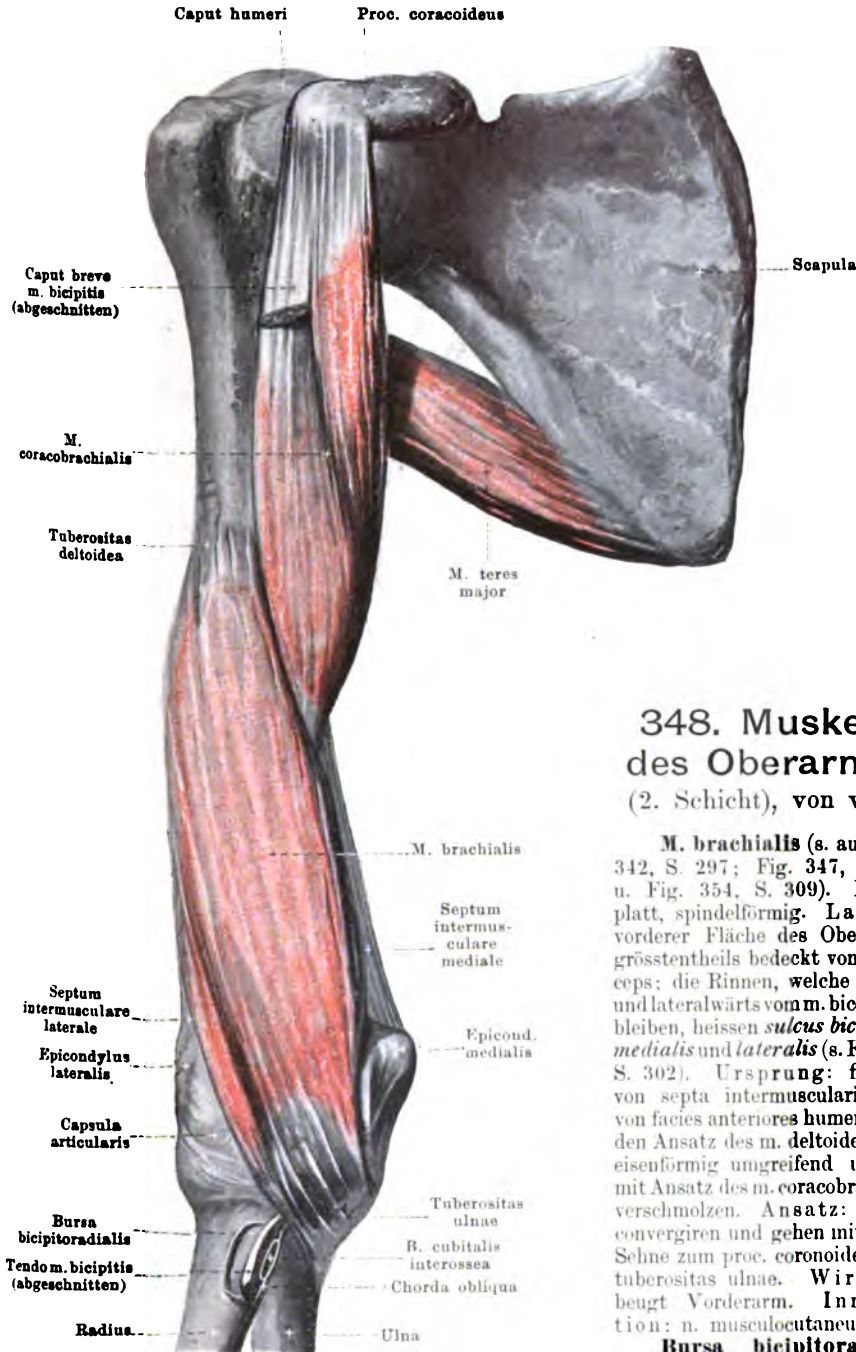 Caput humeri
Proc. coracoideus
Caput breve
m. bicipitis
(abgeschnitten)
Scapula
M.
coracobrachialis
Tuberositas
deltoidea
M. teres
major
M. brachialis
Septum
intermus-
culare
mediale
Septum
intermusculare
laterale
Epicondylus
lateralis
Epicond.
medialis
Capsula
articularis
Bursa
bicipitoradialis
Tuberositas
ulnae
B. cubitalis
interossea
Tendo m. bicipitis
(abgeschnitten)
Chorda obliqua
Radius
Ulna
348. Muske
des Oberarn
(2. Schicht), von v
M. brachialis (s. au
342, S. 297; Fig. 347,
u. Fig. 354, S. 309).
platt, spindelförmig. La
vorderer Fläche des Obe
grösstentheils bedeckt von
ceps; die Rinnen, welche
und lateralwärts vom m. bic
bleiben, heissen sulcus bic
medialis und lateralis (s. F
S. 302). Ursprung: f
von septa intermusculari
von facies anteriores humer
den Ansatz des m. deltoide
eisenförmig umgreifend u
mit Ansatz des m. coracobr
verschmolzen. Ansatz:
convergiren und gehen mi
Sehne zum proc. coronoide
tuberositas ulnae. Wir
beugt Vorderarm. Inn
tion: n. musculocutaneu
Bursa bicipitora